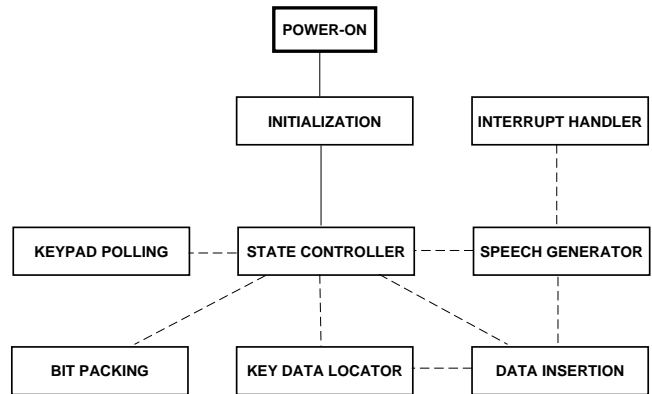 POWER-ON
INITIALIZATION
INTERRUPT HANDLER
KEYPAD POLLING
STATE CONTROLLER
SPEECH GENERATOR
BIT PACKING
KEY DATA LOCATOR
DATA INSERTION